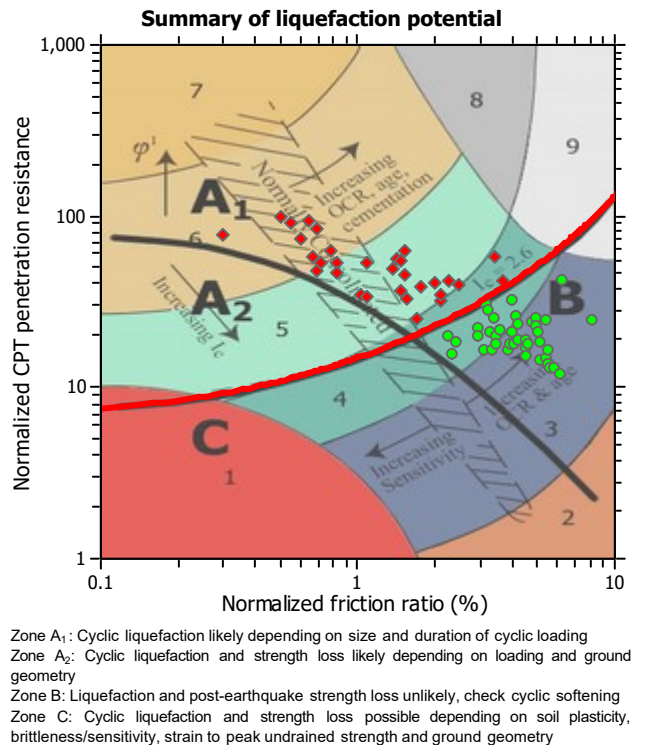 Summary of liquefaction potential
Normalized CPT penetration resistance
1,000
100
10
1
7
8
9
φ'
Increasing
OCR, age,
cementation
Normally Consolidated
A1
6
A2
Increasing Ic
5
Ic = 2.6
B
4
Increasing
OCR & age
3
C
1
Increasing
Sensitivity
2
0.1
1
10
Normalized friction ratio (%)
Zone A1: Cyclic liquefaction likely depending on size and duration of cyclic loading
Zone A2: Cyclic liquefaction and strength loss likely depending on loading and ground
geometry
Zone B: Liquefaction and post-earthquake strength loss unlikely, check cyclic softening
Zone C: Cyclic liquefaction and strength loss possible depending on soil plasticity,
brittleness/sensitivity, strain to peak undrained strength and ground geometry